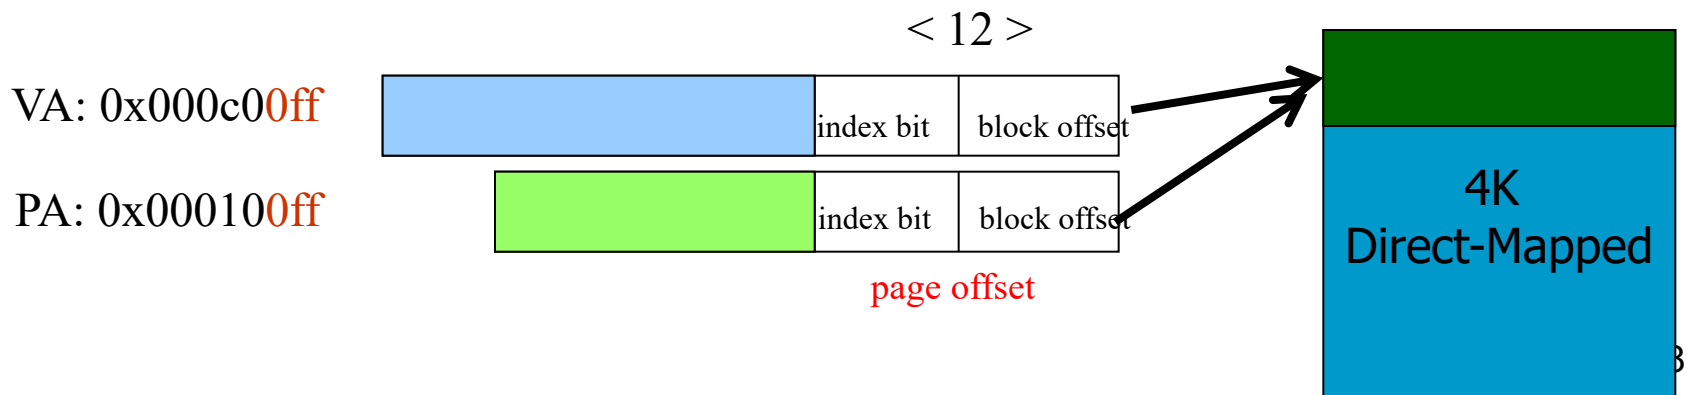 < 12 >
VA: 0x000c00ff
index bit
block offset
PA: 0x000100ff
index bit
block offset
page offset
4K
Direct-Mapped